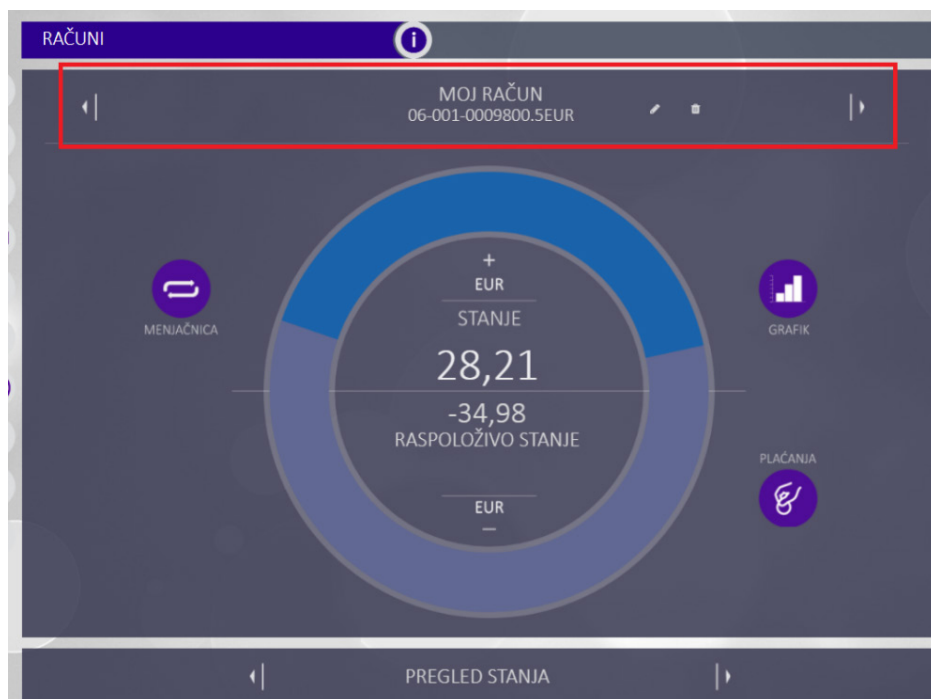 RAČUNI
i
MOJ RAČUN
06-001-0009800.5EUR
+
EUR
STANJE
28,21
-34,98
RASPOLOŽIVO STANJE
EUR
–
MENJAČNICA
GRAFIK
PLAĆANJA
PREGLED STANJA